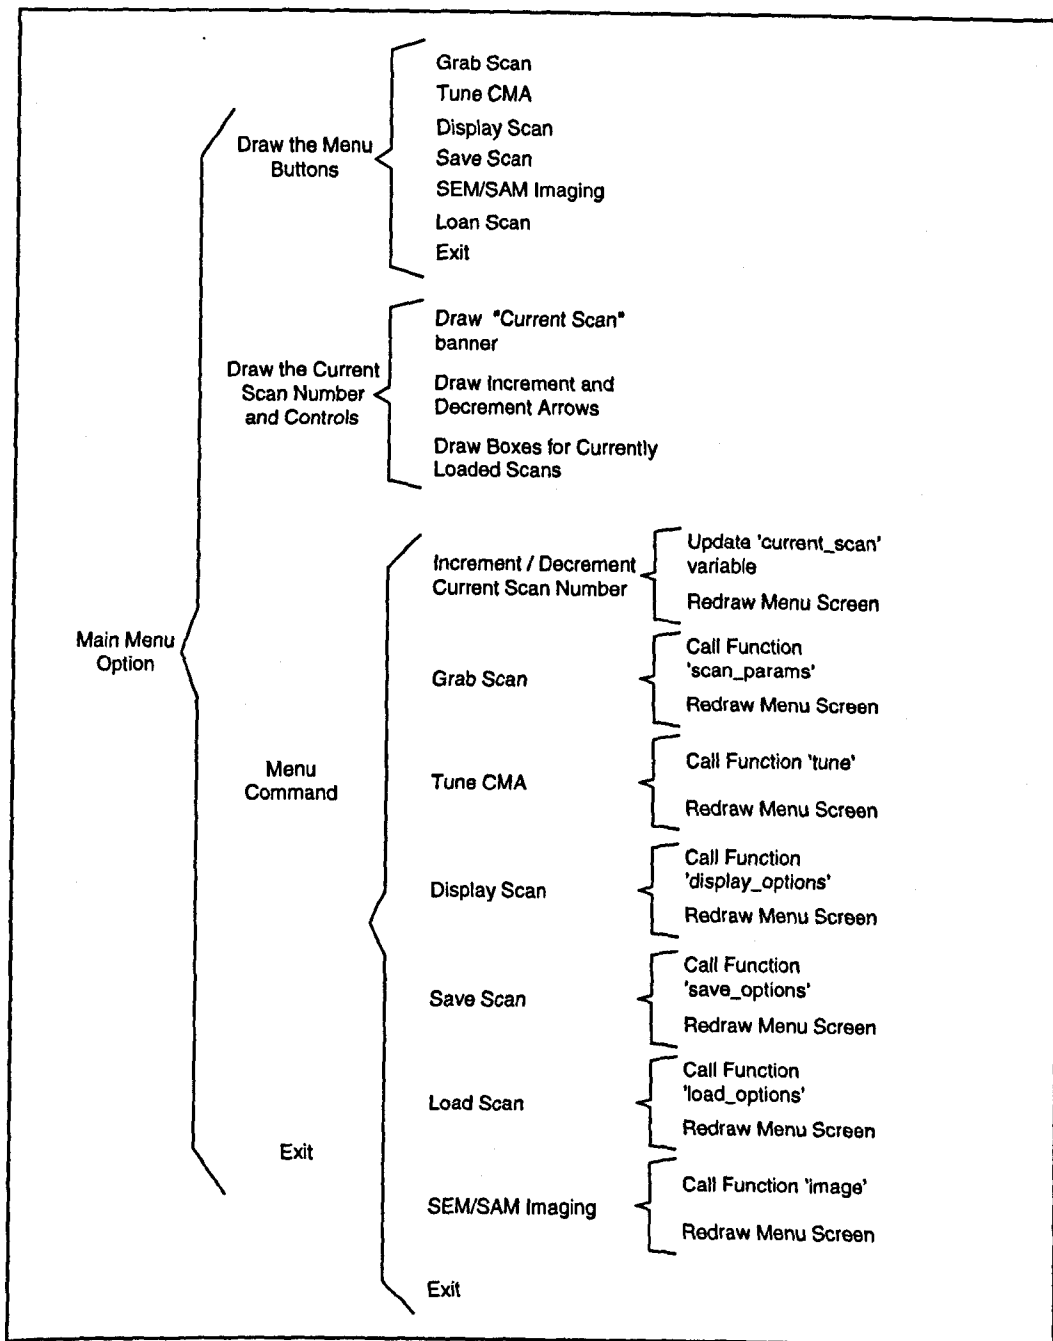 Grab Scan
Tune CMA
Display Scan
Save Scan
SEM/SAM Imaging
Loan Scan
Exit
Draw the Menu
Buttons
Draw "Current Scan"
banner
Draw Increment and
Decrement Arrows
Draw Boxes for Currently
Loaded Scans
Draw the Current
Scan Number
and Controls
Main Menu
Option
Menu
Command
Increment / Decrement
Current Scan Number
Update 'current_scan'
variable
Redraw Menu Screen
Grab Scan
Call Function
'scan_params'
Redraw Menu Screen
Tune CMA
Call Function 'tune'
Redraw Menu Screen
Display Scan
Call Function
'display_options'
Redraw Menu Screen
Save Scan
Call Function
'save_options'
Redraw Menu Screen
Load Scan
Call Function
'load_options'
Redraw Menu Screen
SEM/SAM Imaging
Call Function 'image'
Redraw Menu Screen
Exit
Exit